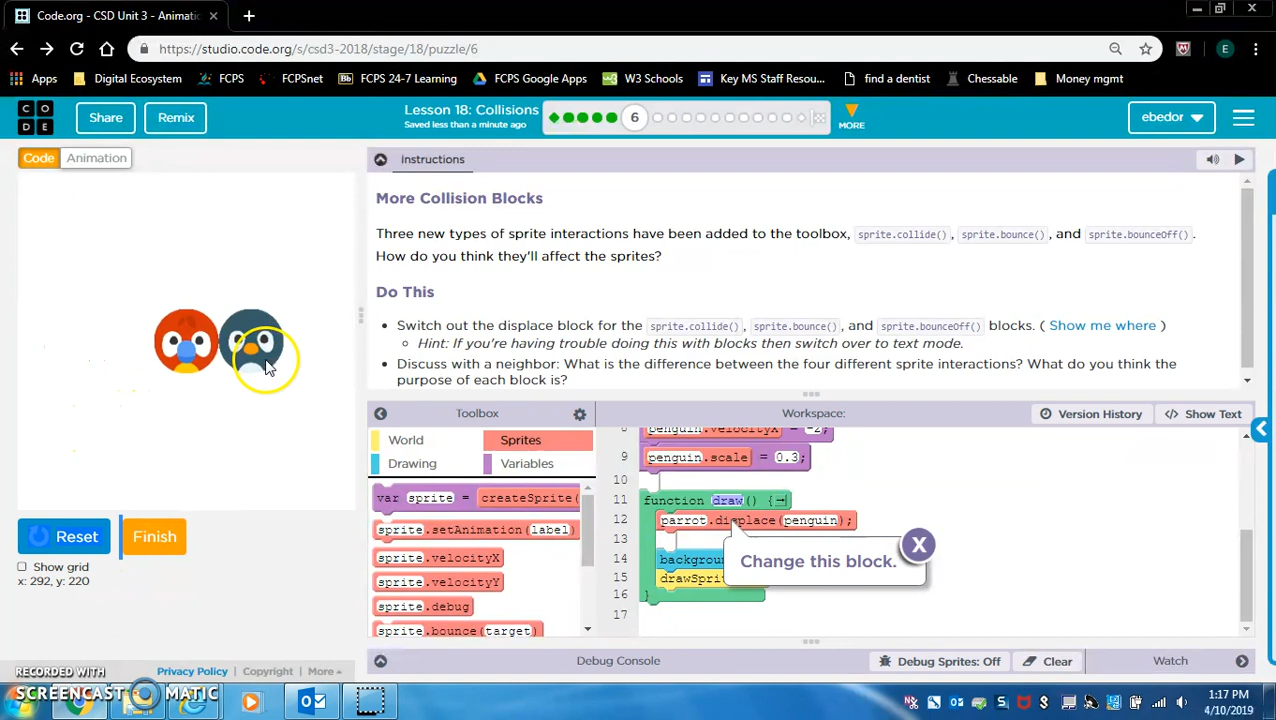 Code.org - CSD Unit 3 - Animati
https://studio.code.org/s/csd3-2018/stage/18/puzzle/6
E
Apps Digital Ecosystem FCPS FCPSnet Bb FCPS 24-7 Learning FCPS Google Apps W3 Schools Key MS Staff Resou... find a dentist Chessable Money mgmt
CODE
Share
Remix
Lesson 18: Collisions
Saved less than a minute ago
6
MORE
ebedor
Code
Animation
Instructions
More Collision Blocks
Three new types of sprite interactions have been added to the toolbox, sprite.collide(), sprite.bounce(), and sprite.bounceOff().
How do you think they'll affect the sprites?
Do This
Switch out the displace block for the sprite.collide(), sprite.bounce(), and sprite.bounceOff() blocks. ( Show me where )
Hint: If you're having trouble doing this with blocks then switch over to text mode.
Discuss with a neighbor: What is the difference between the four different sprite interactions? What do you think the
purpose of each block is?
Toolbox
Workspace:
Version History
</> Show Text
World
Sprites
Drawing
Variables
var sprite = createSprite(
sprite.setAnimation(label)
sprite.velocityX
sprite.velocityY
sprite.debug
sprite.bounce(target)
8 penguin.velocityX = -2;
9 penguin.scale = 0.3;
10
11 function draw() {
12 parrot.displace(penguin);
13
14 backgroun
15 drawSpri
16 }
17
Change this block.
X
Reset
Finish
Show grid
x: 292, y: 220
Debug Console
Debug Sprites: Off
Clear
Watch
Privacy Policy | Copyright | More
RECORDED WITH
SCREENCAST MATIC
1:17 PM
4/10/2019